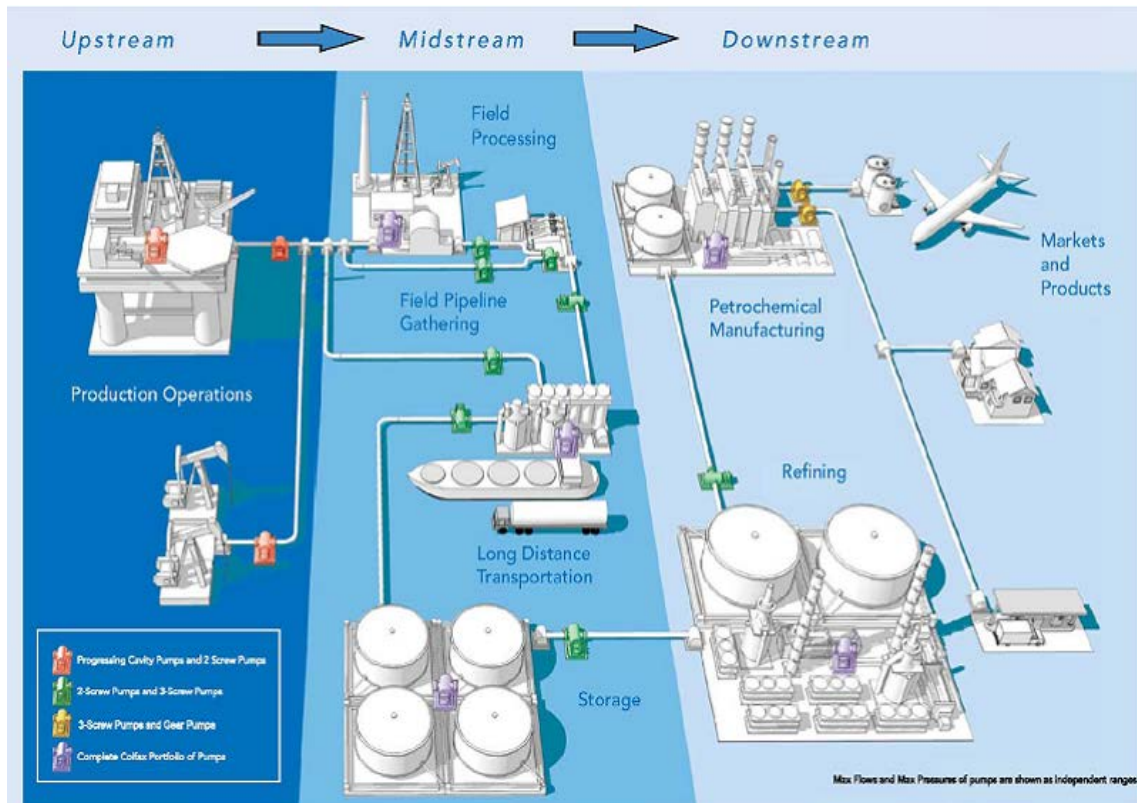 Upstream
Midstream
Downstream
Field
Processing
Field Pipeline
Gathering
Production Operations
Petrochemical
Manufacturing
Markets
and
Products
Refining
Long Distance
Transportation
Storage
Progressing Cavity Pumps and 2 Screw Pumps
2-Screw Pumps and 3-Screw Pumps
3-Screw Pumps and Gear Pumps
Complete Colfax Portfolio of Pumps
Max Flows and Max Pressures of pumps are shown as independent ranges